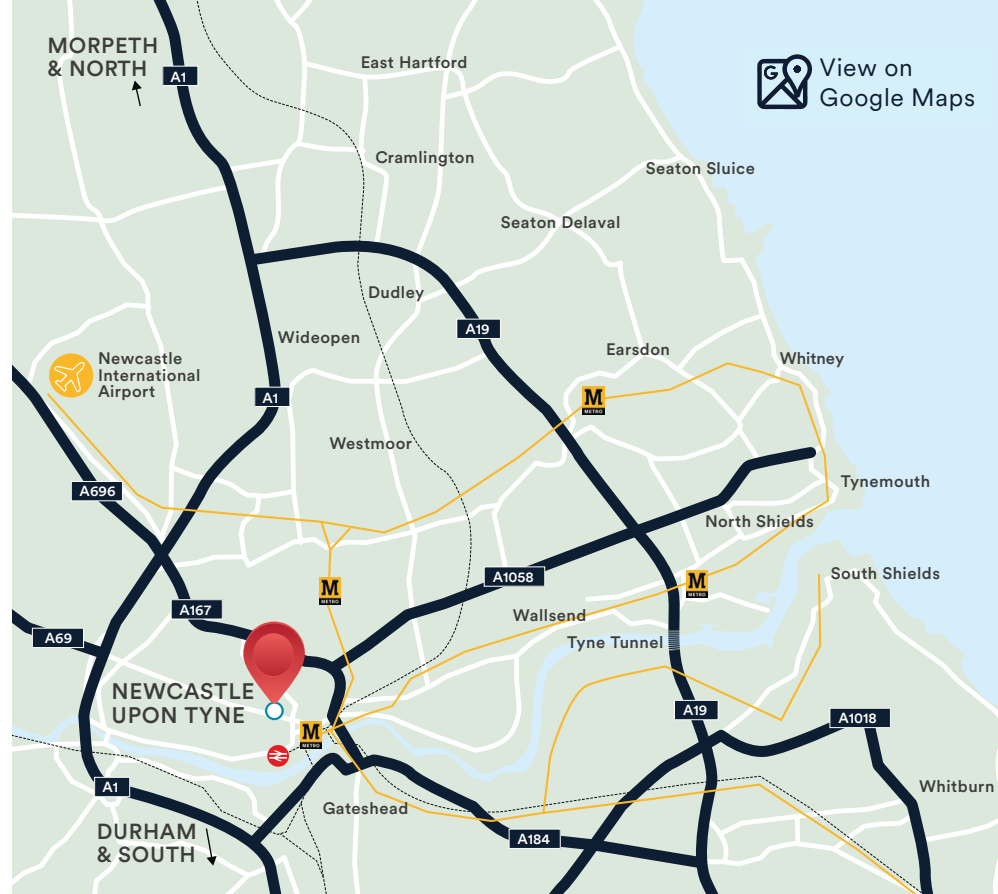 MORPETH
& NORTH
A1
East Hartford
G
View on
Google Maps
Cramlington
Seaton Sluice
Seaton Delaval
Dudley
A19
Wideopen
Earsdon
Whitney
Newcastle
International
Airport
A1
M
METRO
Westmoor
A696
Tynemouth
North Shields
A1058
M
METRO
M
METRO
South Shields
A167
Wallsend
A69
Tyne Tunnel
NEWCASTLE
UPON TYNE
A19
A1018
M
METRO
A1
Whitburn
Gateshead
DURHAM
& SOUTH
A184